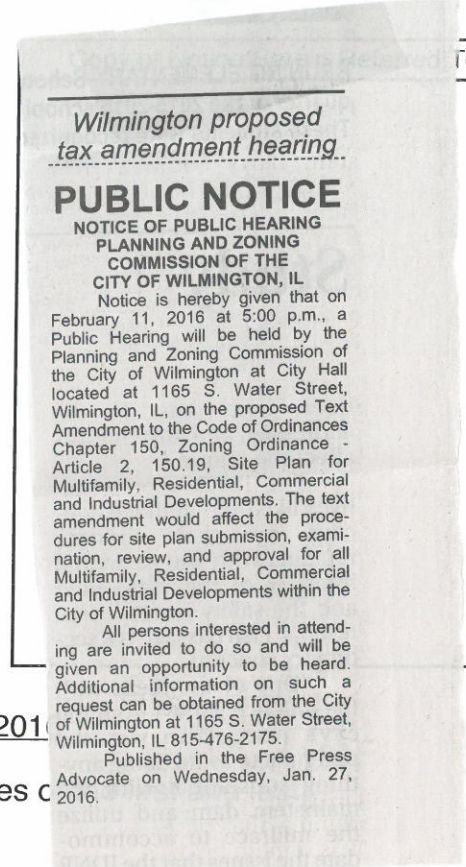 Wilmington proposed
tax amendment hearing
PUBLIC NOTICE
NOTICE OF PUBLIC HEARING
PLANNING AND ZONING
COMMISSION OF THE
CITY OF WILMINGTON, IL
Notice is hereby given that on
February 11, 2016 at 5:00 p.m., a
Public Hearing will be held by the
Planning and Zoning Commission of
the City of Wilmington at City Hall
located at 1165 S. Water Street,
Wilmington, IL, on the proposed Text
Amendment to the Code of Ordinances
Chapter 150, Zoning Ordinance -
Article 2, 150.19, Site Plan for
Multifamily, Residential, Commercial
and Industrial Developments. The text
amendment would affect the proce-
dures for site plan submission, exami-
nation, review, and approval for all
Multifamily, Residential, Commercial
and Industrial Developments within the
City of Wilmington.
All persons interested in attend-
ing are invited to do so and will be
given an opportunity to be heard.
Additional information on such a
request can be obtained from the City
of Wilmington at 1165 S. Water Street,
Wilmington, IL 815-476-2175.
Published in the Free Press
Advocate on Wednesday, Jan. 27,
2016.